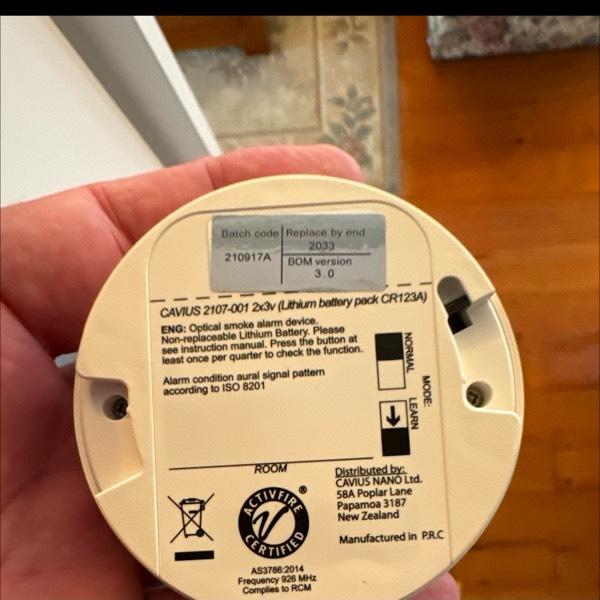 Batch code
210917A
Replace by end
2033
BOM version
3.0
CAVIUS 2107-001 2x3v (Lithium battery pack CR123A)
ENG: Optical smoke alarm device.
Non-replaceable Lithium Battery. Please
see instruction manual. Press the button at
least once per quarter to check the function.
Alarm condition aural signal pattern
according to ISO 8201
MODE:
NORMAL
LEARN
ROOM
ACTIVFIRE®
CERTIFIED
Distributed by:
CAVIUS NANO Ltd.
58A Poplar Lane
Papamoa 3187
New Zealand
Manufactured in P.R.C
AS3786:2014
Frequency 926 MHz
Complies to RCM